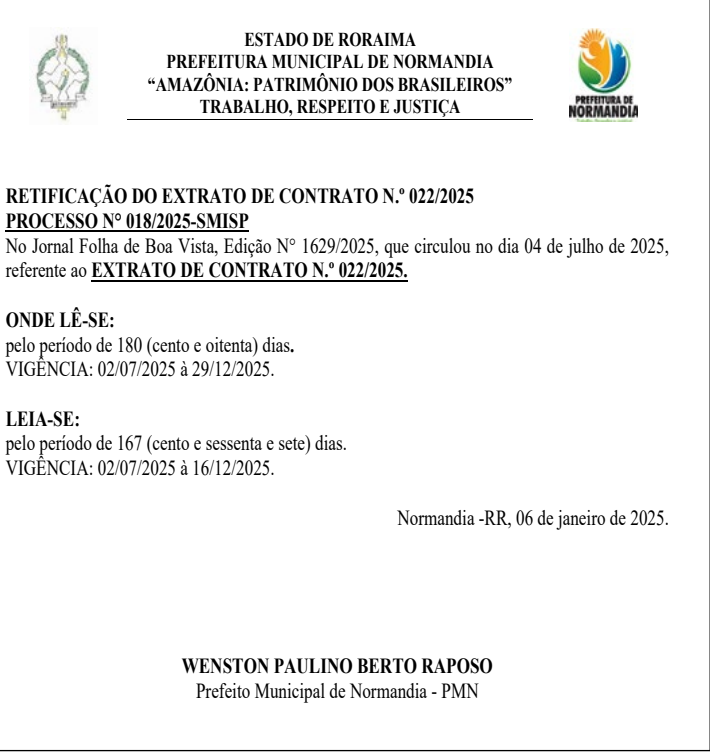 ESTADO DE RORAIMA
PREFEITURA MUNICIPAL DE NORMANDIA
“AMAZÔNIA: PATRIMÔNIO DOS BRASILEIROS”
TRABALHO, RESPEITO E JUSTIÇA
PREFEITURA DE
NORMANDIA
RETIFICAÇÃO DO EXTRATO DE CONTRATO N.º 022/2025
PROCESSO N° 018/2025-SMISP
No Jornal Folha de Boa Vista, Edição N° 1629/2025, que circulou no dia 04 de julho de 2025,
referente ao EXTRATO DE CONTRATO N.º 022/2025.
ONDE LÊ-SE:
pelo período de 180 (cento e oitenta) dias.
VIGÊNCIA: 02/07/2025 à 29/12/2025.
LEIA-SE:
pelo período de 167 (cento e sessenta e sete) dias.
VIGÊNCIA: 02/07/2025 à 16/12/2025.
Normandia -RR, 06 de janeiro de 2025.
WENSTON PAULINO BERTO RAPOSO
Prefeito Municipal de Normandia - PMN